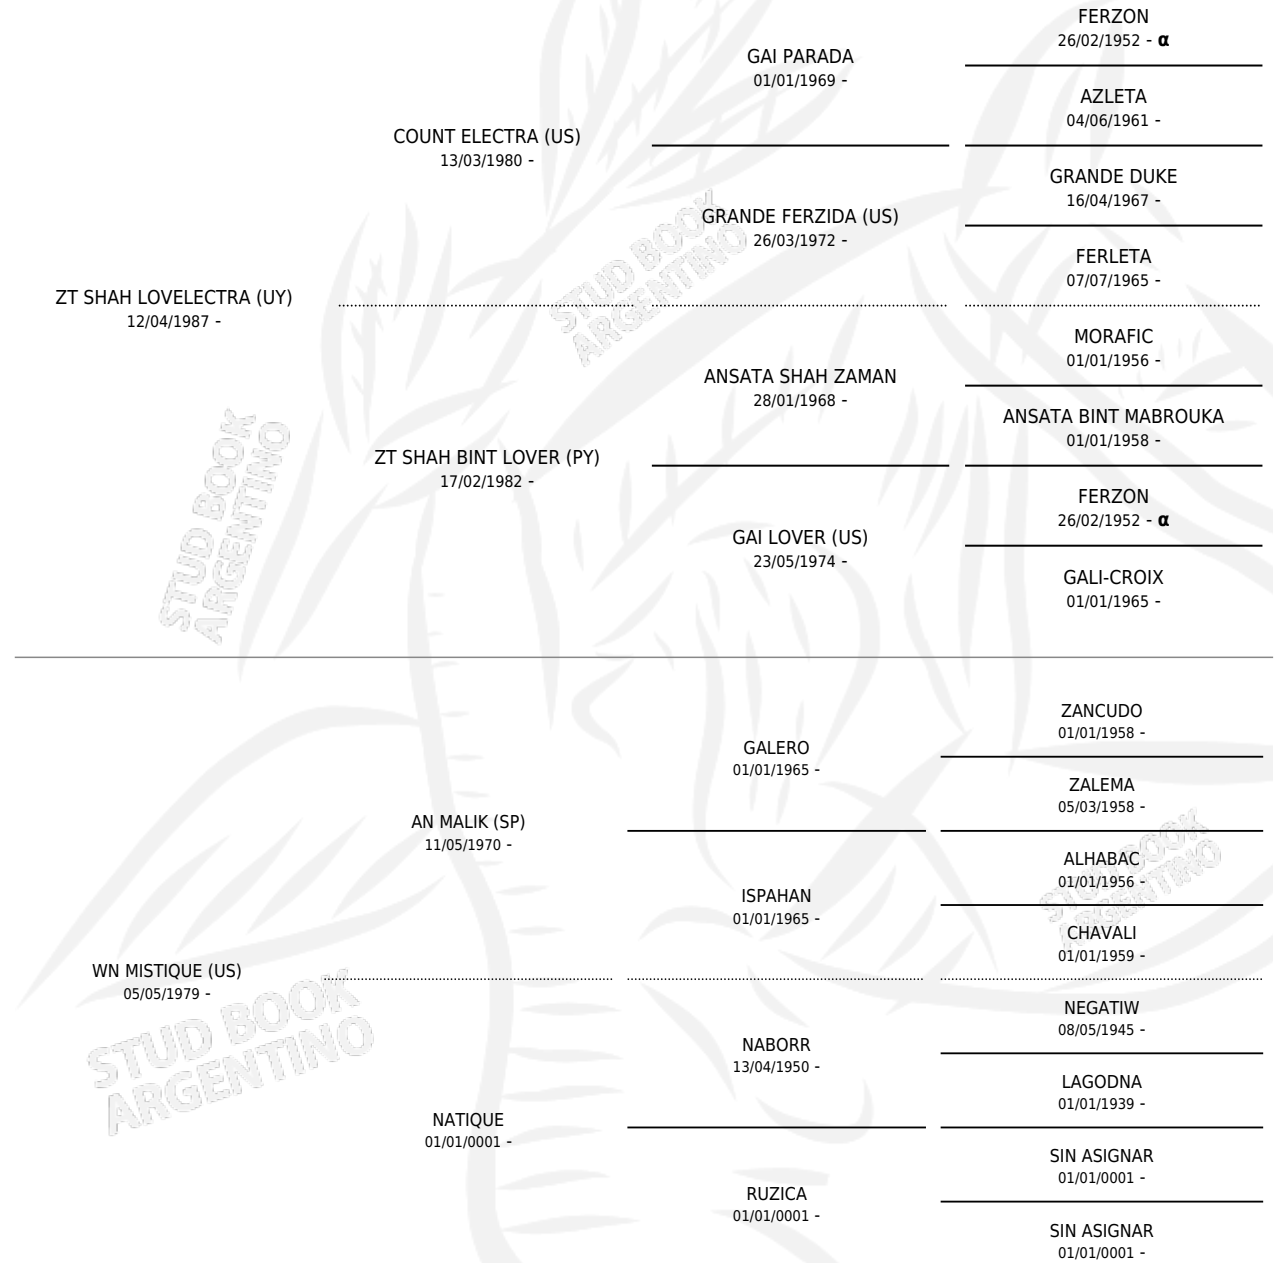 FERZON
26/02/1952 - α
GAI PARADA
01/01/1969 -
AZLETA
04/06/1961 -
COUNT ELECTRA (US)
13/03/1980 -
GRANDE DUKE
16/04/1967 -
GRANDE FERZIDA (US)
26/03/1972 -
FERLETA
07/07/1965 -
ZT SHAH LOVELECTRA (UY)
12/04/1987 -
MORAFIC
01/01/1956 -
ANSATA SHAH ZAMAN
28/01/1968 -
ANSATA BINT MABROUKA
01/01/1958 -
ZT SHAH BINT LOVER (PY)
17/02/1982 -
FERZON
26/02/1952 - α
GAI LOVER (US)
23/05/1974 -
GALI-CROIX
01/01/1965 -
ZANCUDO
01/01/1958 -
GALERO
01/01/1965 -
ZALEMA
05/03/1958 -
AN MALIK (SP)
11/05/1970 -
ALHABAC
01/01/1956 -
ISPAHAN
01/01/1965 -
CHAVALI
01/01/1959 -
WN MISTIQUE (US)
05/05/1979 -
NEGATIW
08/05/1945 -
NABORR
13/04/1950 -
LAGODNA
01/01/1939 -
NATIQUE
01/01/0001 -
SIN ASIGNAR
01/01/0001 -
RUZICA
01/01/0001 -
SIN ASIGNAR
01/01/0001 -
STUD BOOK
ARGENTINO
STUD BOOK
ARGENTINO
STUD BOOK
ARGENTINO
STUD BOOK
ARGENTINO